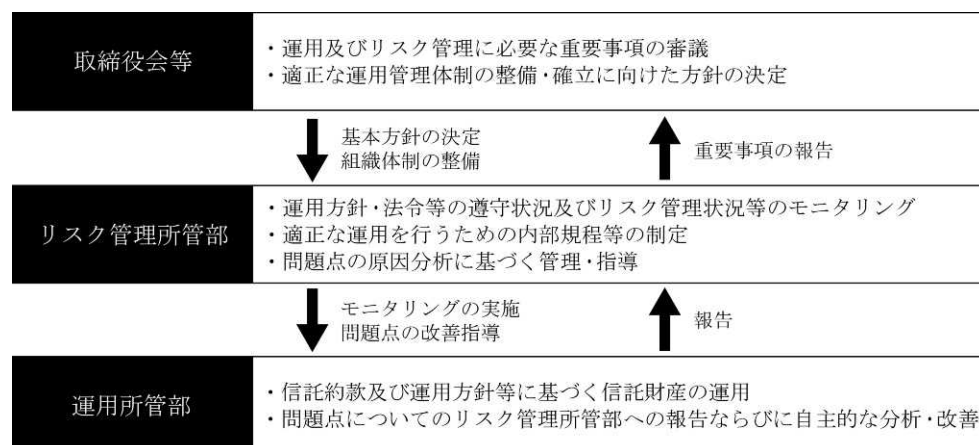 取締役会等
・運用及びリスク管理に必要な重要事項の審議
・適正な運用管理体制の整備・確立に向けた方針の決定
基本方針の決定
組織体制の整備
重要事項の報告
リスク管理所管部
・運用方針・法令等の遵守状況及びリスク管理状況等のモニタリング
・適正な運用を行うための内部規程等の制定
・問題点の原因分析に基づく管理・指導
モニタリングの実施
問題点の改善指導
報告
運用所管部
・信託約款及び運用方針等に基づく信託財産の運用
・問題点についてのリスク管理所管部への報告ならびに自主的な分析・改善